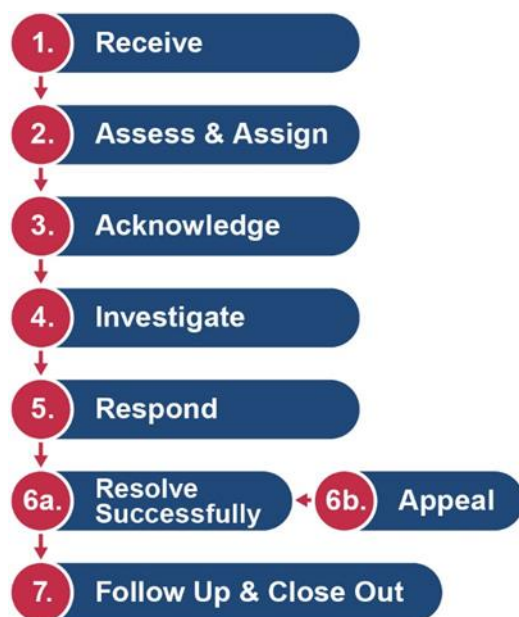 1. Receive
2. Assess & Assign
3. Acknowledge
4. Investigate
5. Respond
6a. Resolve
Successfully
6b. Appeal
7. Follow Up & Close Out